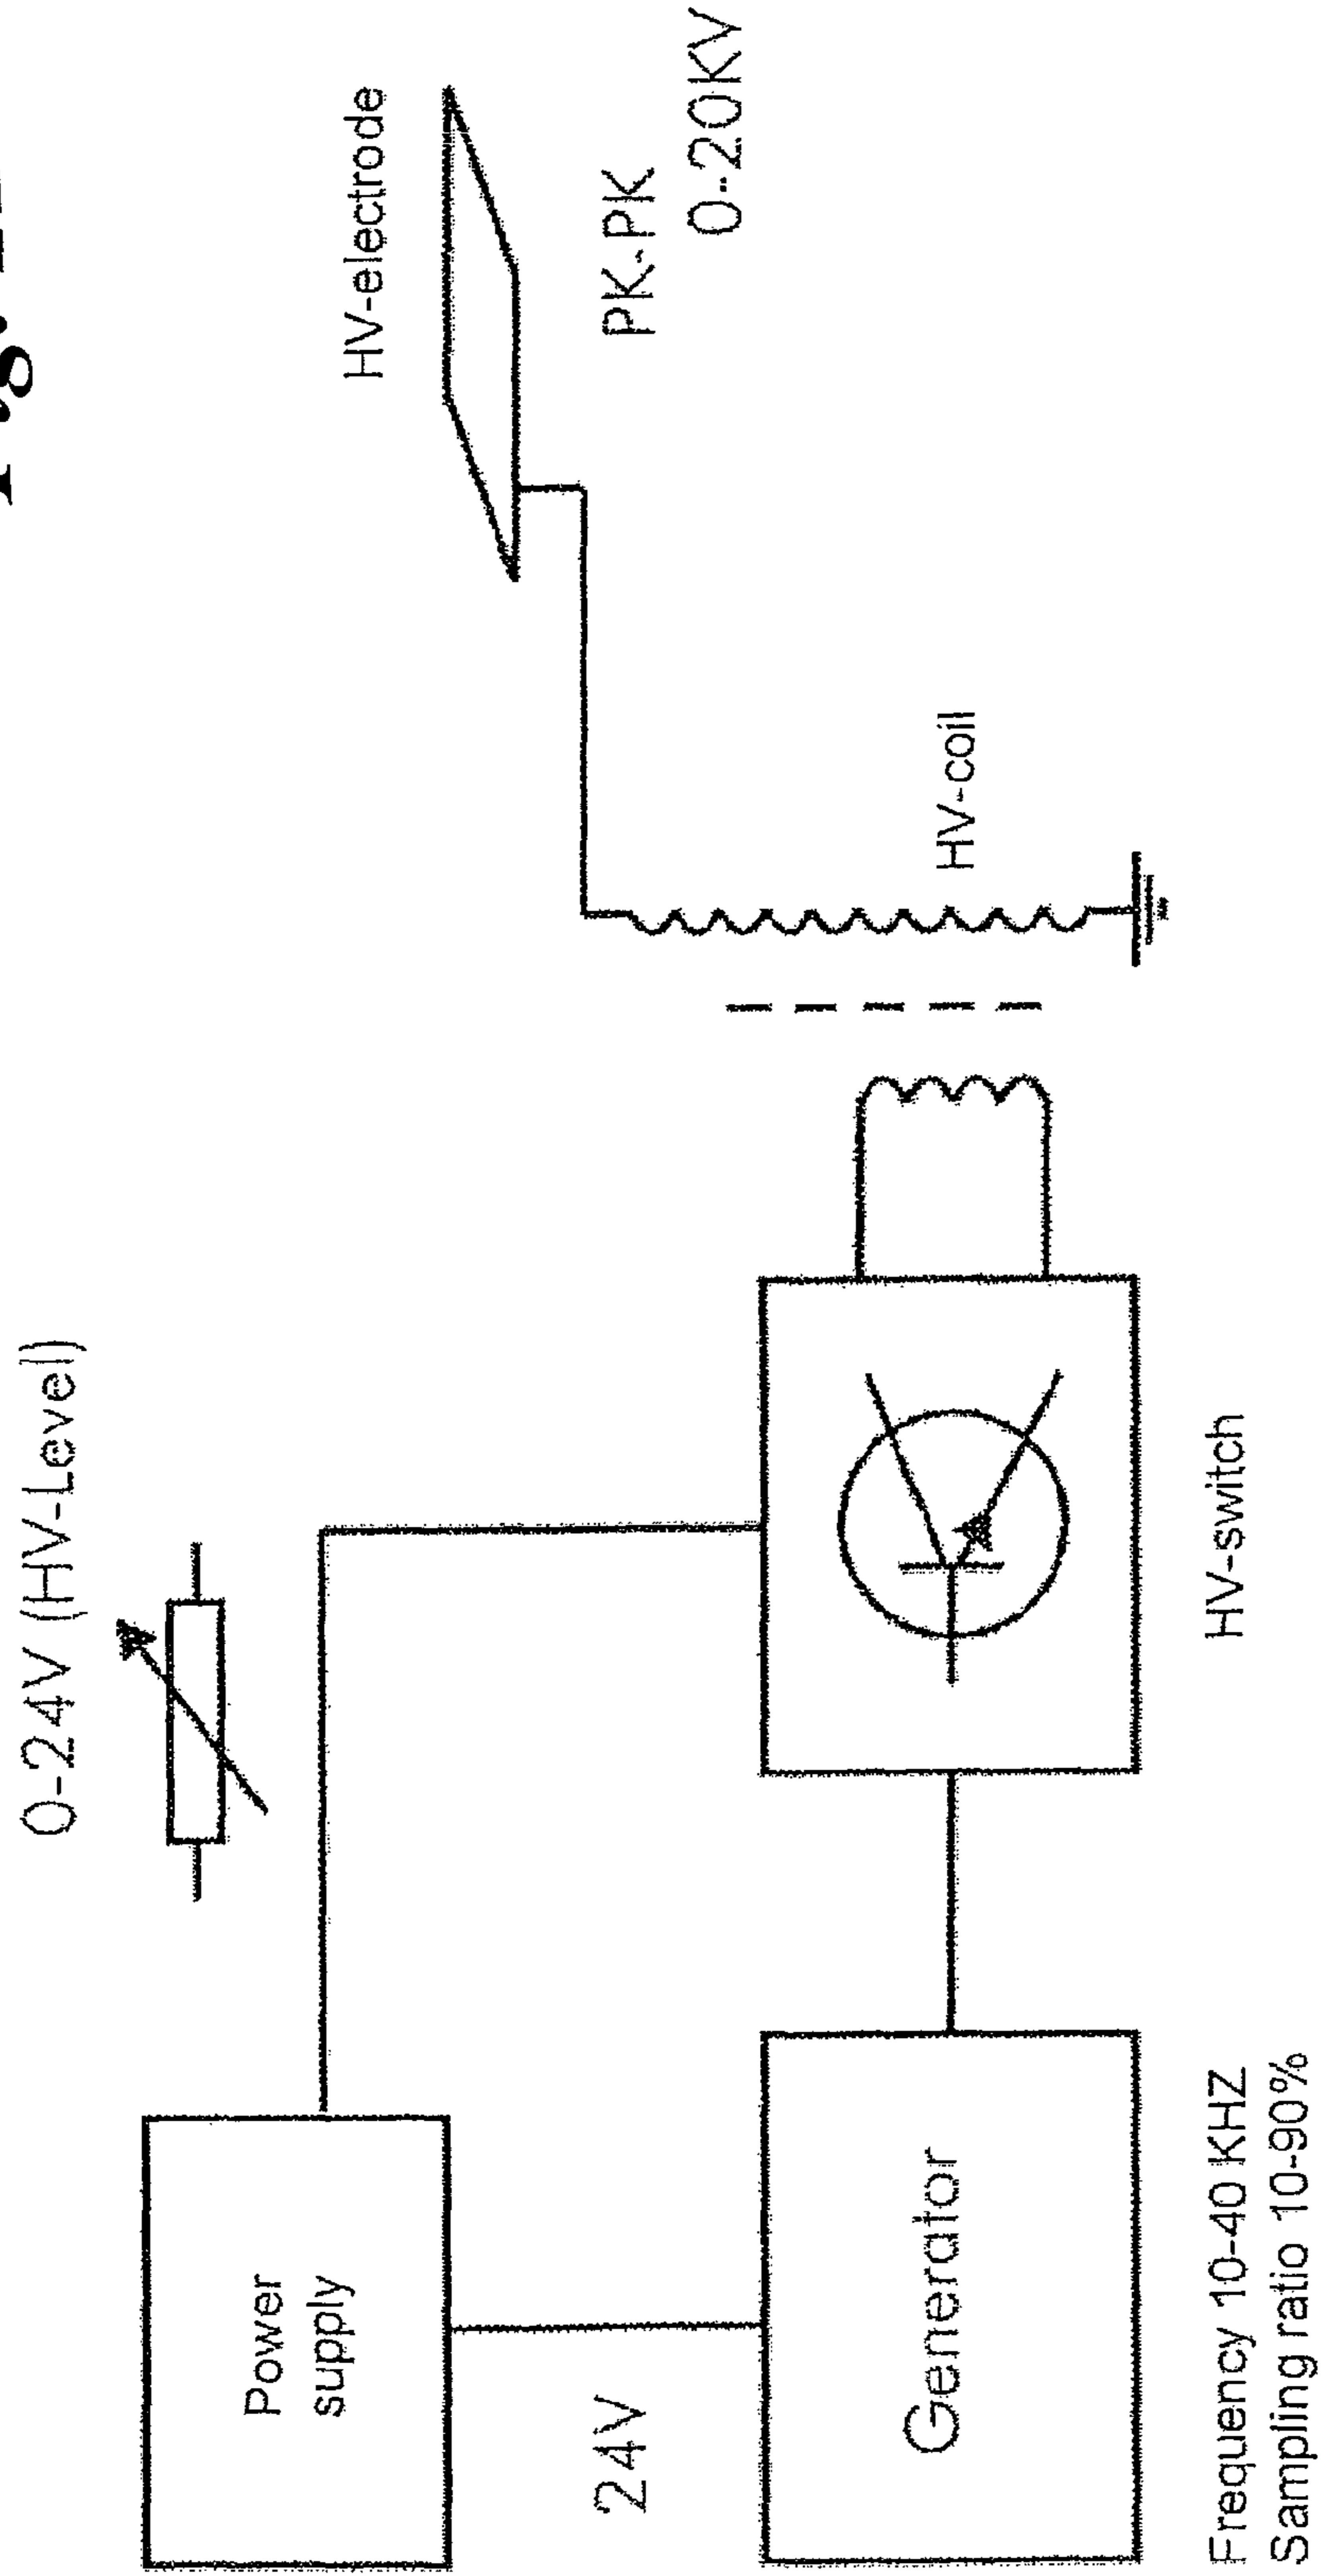 0-24V (HV-Level)
HV-electrode
Power
supply
PK-PK
0-20KV
24V
HV-coil
Generator
HV-switch
Frequency 10-40 KHZ
Sampling ratio 10-90%